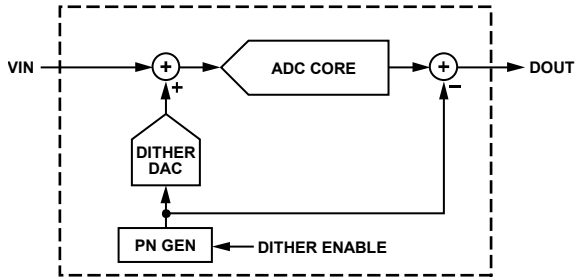 VIN
+
+
ADC CORE
+
−
DOUT
DITHER
DAC
PN GEN
DITHER ENABLE